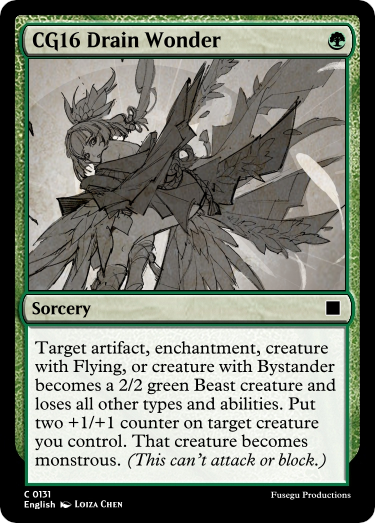 CG16 Drain Wonder
Sorcery
Target artifact, enchantment, creature
with Flying, or creature with Bystander
becomes a 2/2 green Beast creature and
loses all other types and abilities. Put
two +1/+1 counter on target creature
you control. That creature becomes
monstrous. (This can't attack or block.)
C 0131
English Loiza Chen
Fusegu Productions